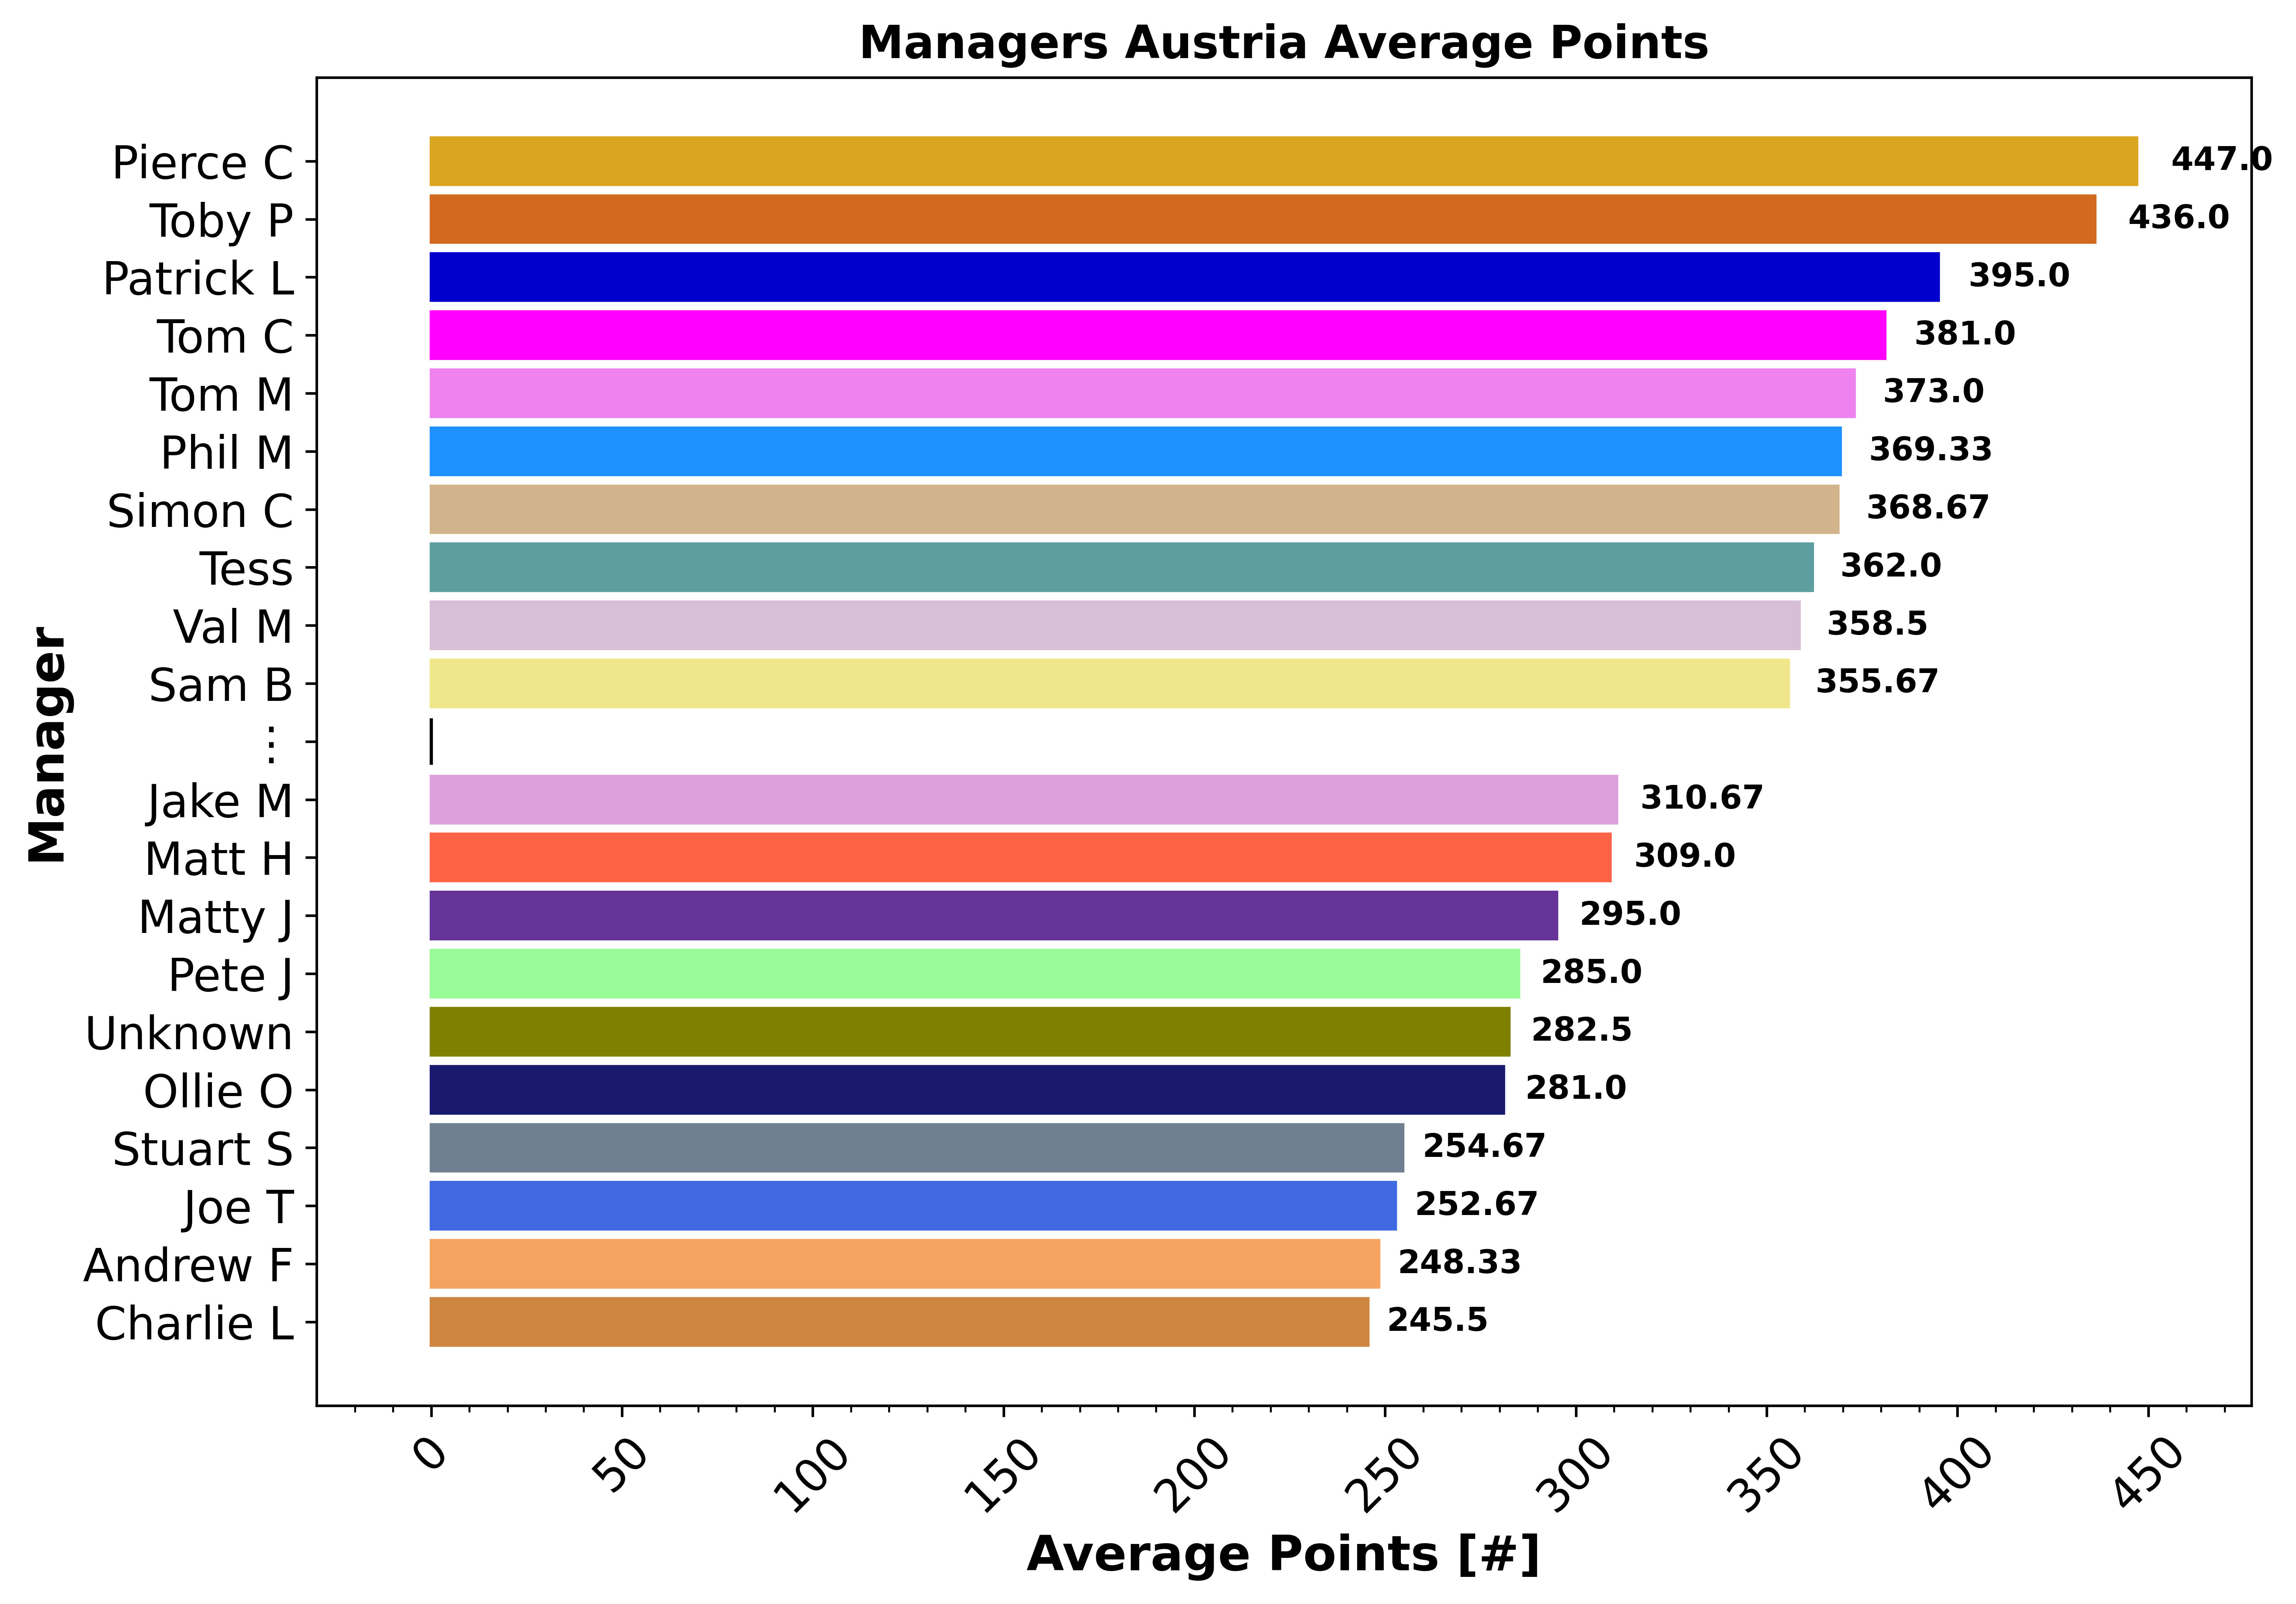 Managers Austria Average Points
Manager
Pierce C 447.0
Toby P 436.0
Patrick L 395.0
Tom C 381.0
Tom M 373.0
Phil M 369.33
Simon C 368.67
Tess 362.0
Val M 358.5
Sam B 355.67
⋮
Jake M 310.67
Matt H 309.0
Matty J 295.0
Pete J 285.0
Unknown 282.5
Ollie O 281.0
Stuart S 254.67
Joe T 252.67
Andrew F 248.33
Charlie L 245.5
0 50 100 150 200 250 300 350 400 450
Average Points [#]